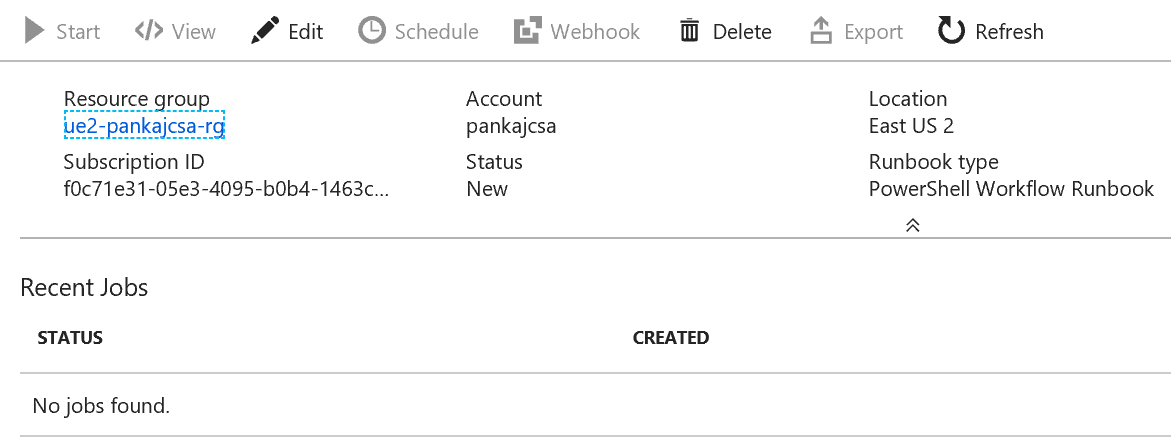 Start View Edit Schedule Webhook Delete Export Refresh
Resource group Account Location
ue2-pankajcsa-rg pankajcsa East US 2
Subscription ID Status Runbook type
f0c71e31-05e3-4095-b0b4-1463c... New PowerShell Workflow Runbook
Recent Jobs
STATUS CREATED
No jobs found.